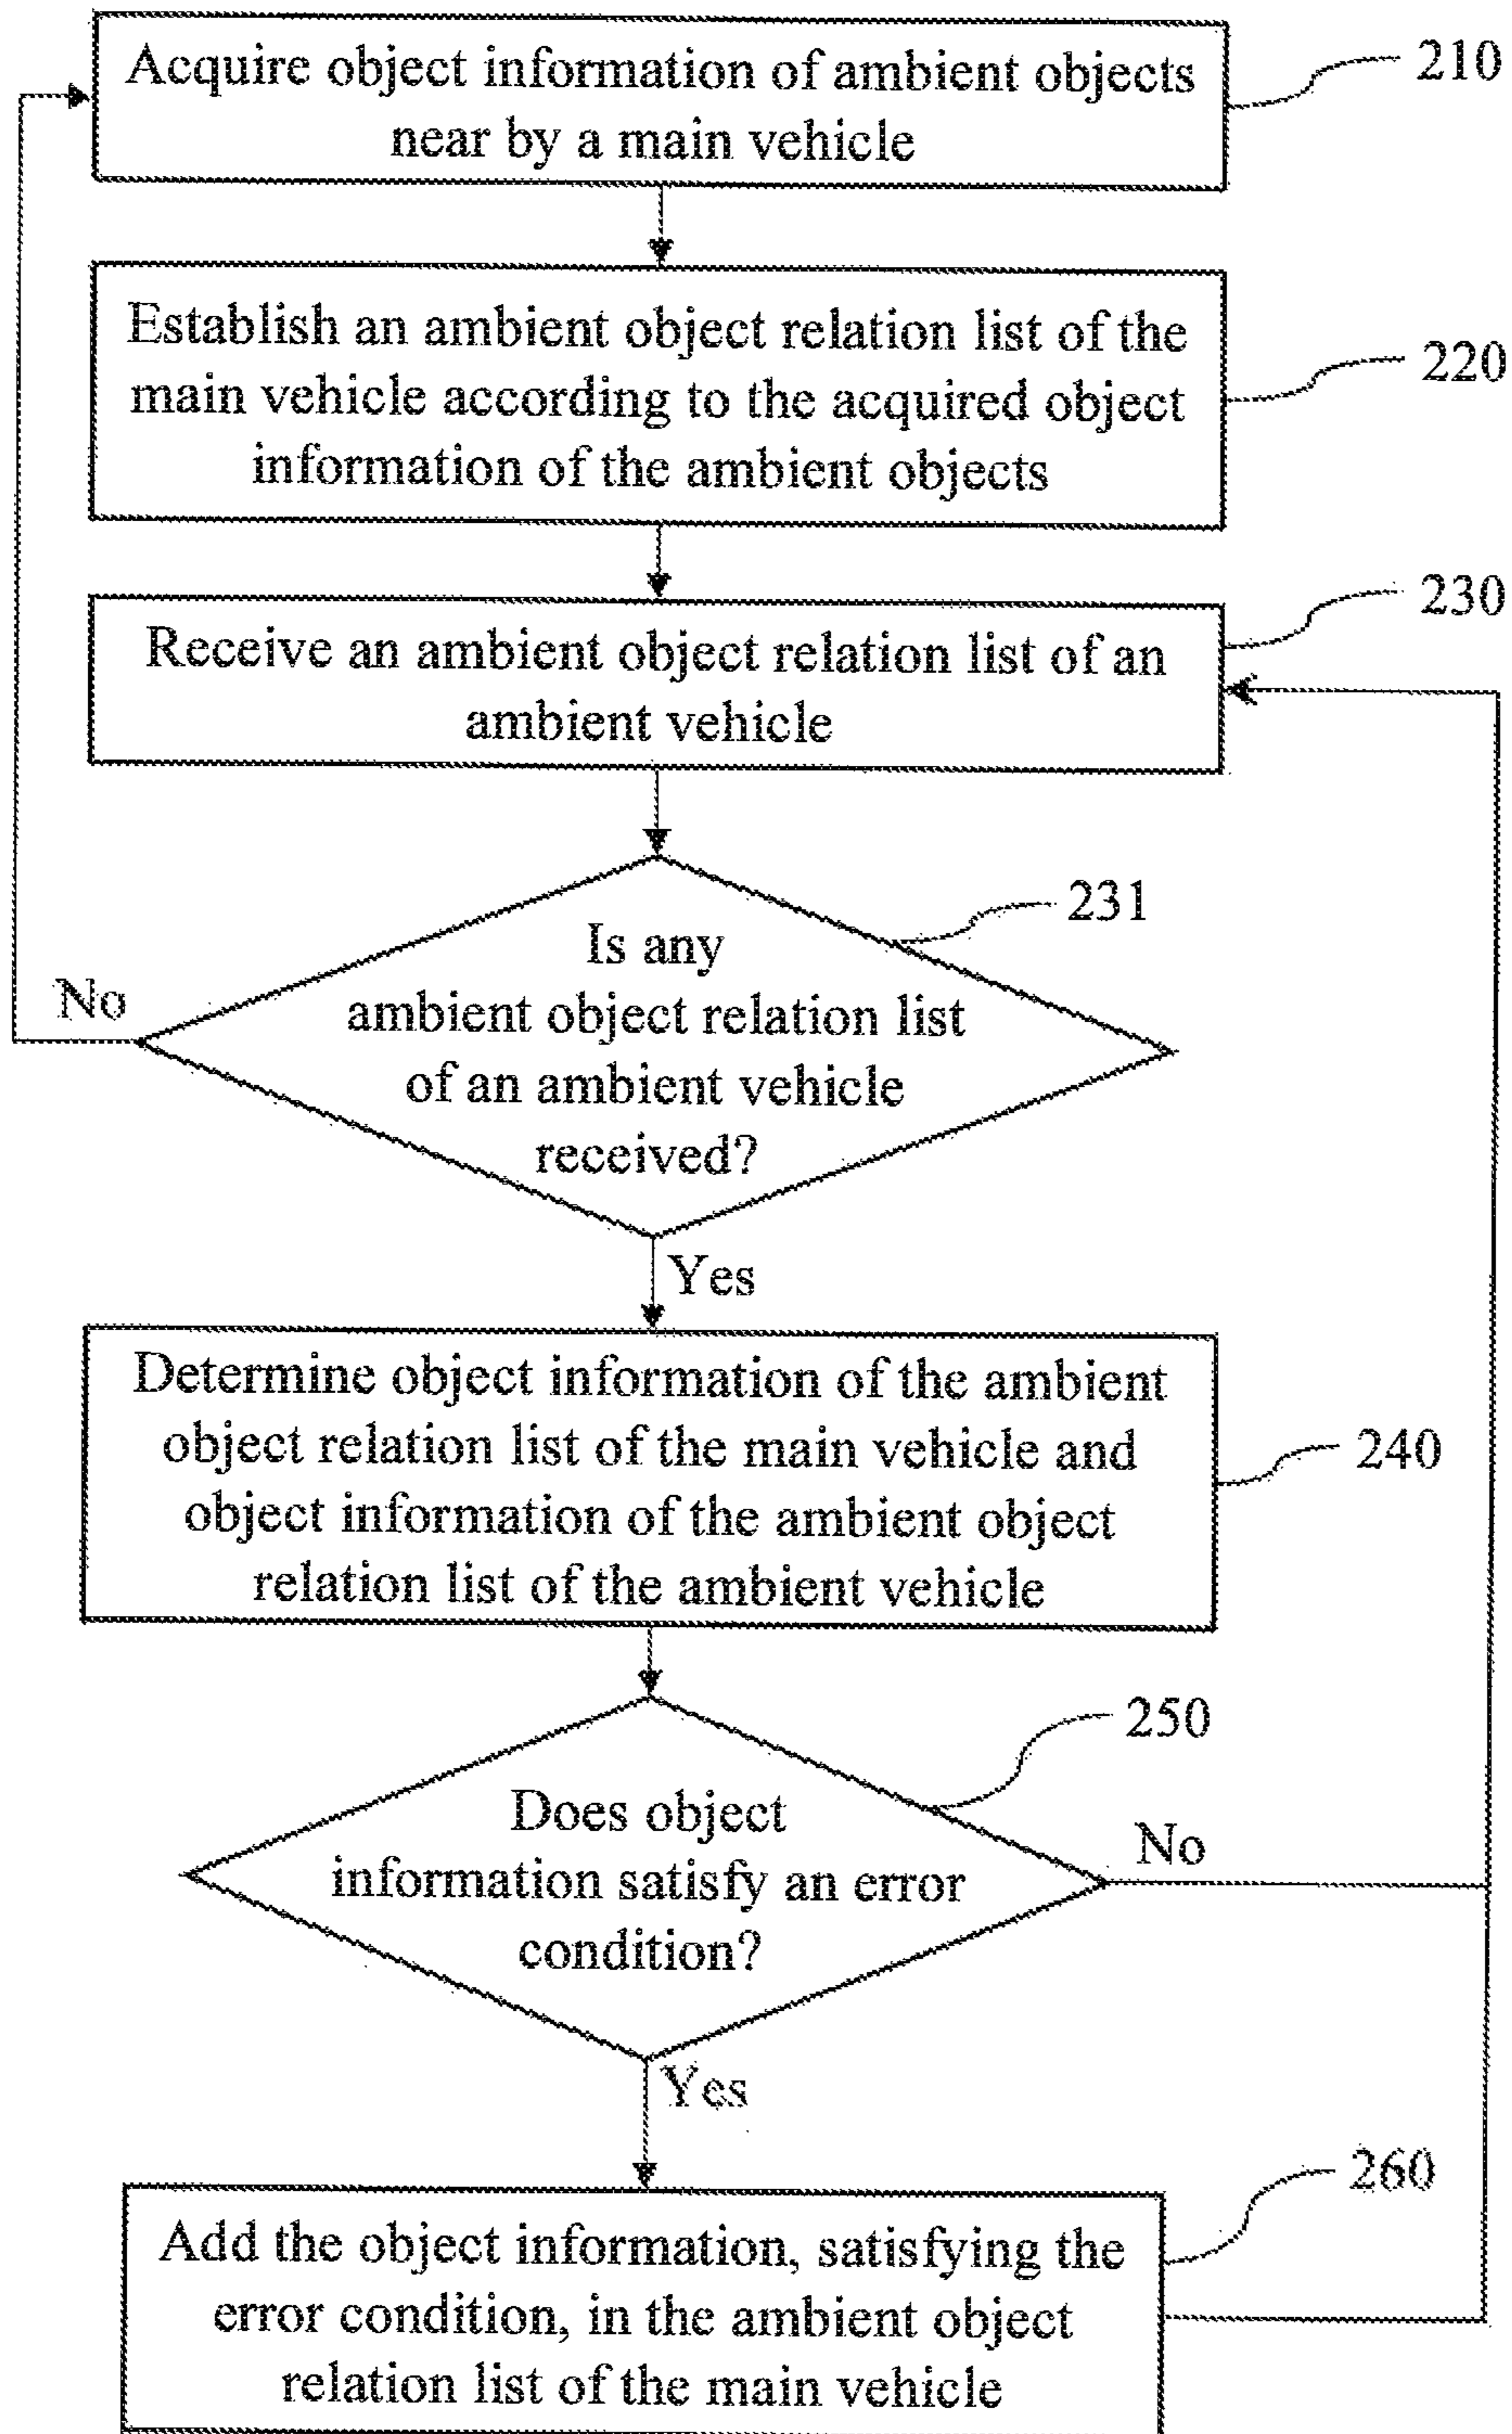 Acquire object information of ambient objects
near by a main vehicle
210
Establish an ambient object relation list of the
main vehicle according to the acquired object
information of the ambient objects
220
Receive an ambient object relation list of an
ambient vehicle
230
Is any
ambient object relation list
of an ambient vehicle
received?
231
No
Yes
Determine object information of the ambient
object relation list of the main vehicle and
object information of the ambient object
relation list of the ambient vehicle
240
Does object
information satisfy an error
condition?
250
No
Yes
Add the object information, satisfying the
error condition, in the ambient object
relation list of the main vehicle
260